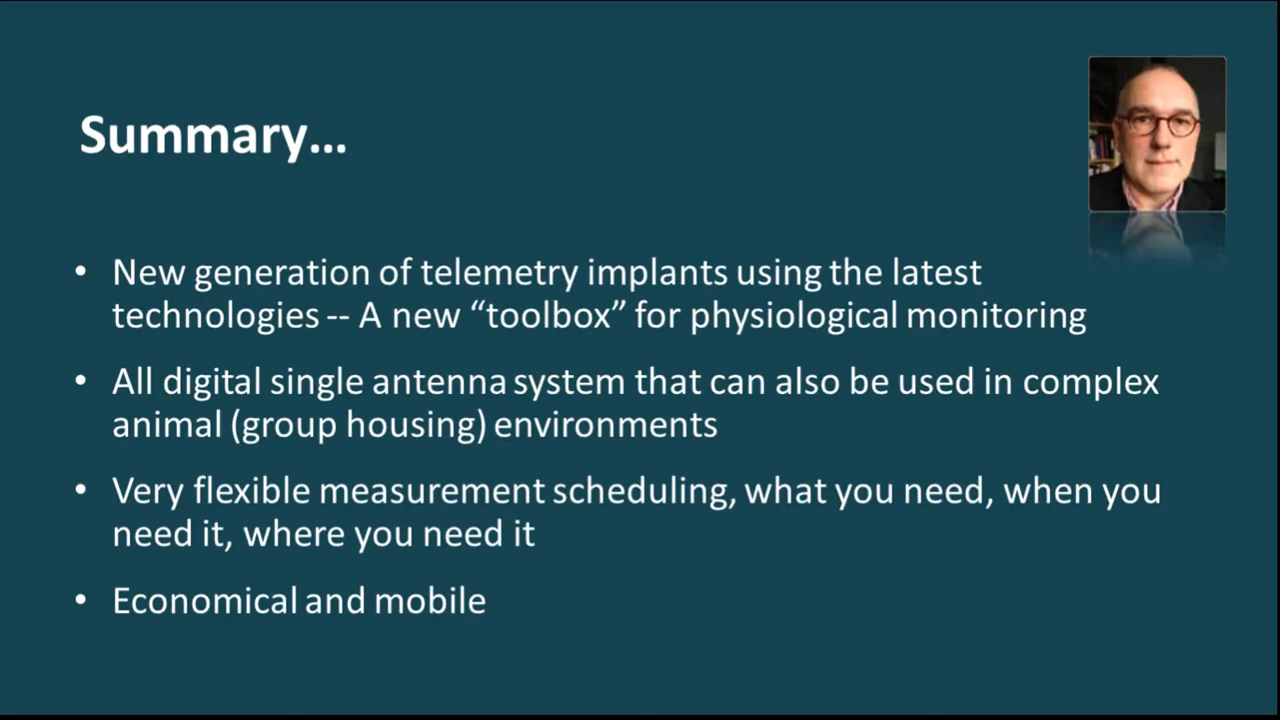 Summary...
• New generation of telemetry implants using the latest
technologies -- A new “toolbox” for physiological monitoring
• All digital single antenna system that can also be used in complex
animal (group housing) environments
• Very flexible measurement scheduling, what you need, when you
need it, where you need it
• Economical and mobile